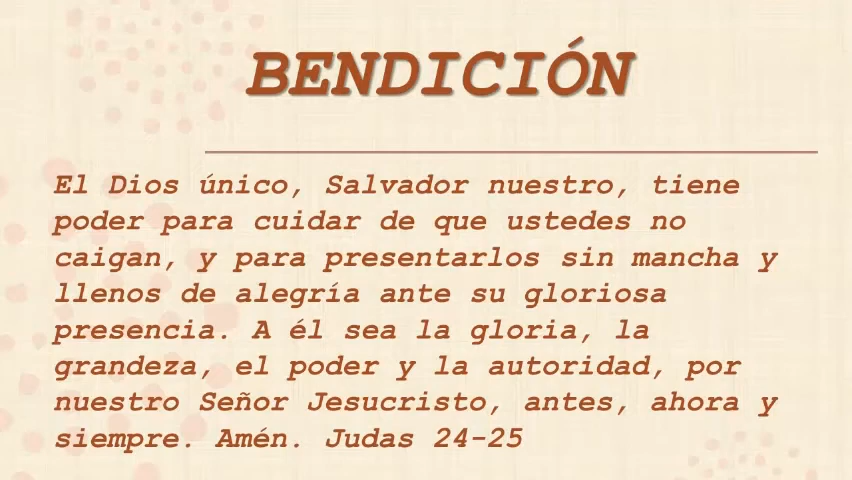 BENDICIÓN
El Dios único, Salvador nuestro, tiene
poder para cuidar de que ustedes no
caigan, y para presentarlos sin mancha y
llenos de alegría ante su gloriosa
presencia. A él sea la gloria, la
grandeza, el poder y la autoridad, por
nuestro Señor Jesucristo, antes, ahora y
siempre. Amén. Judas 24-25